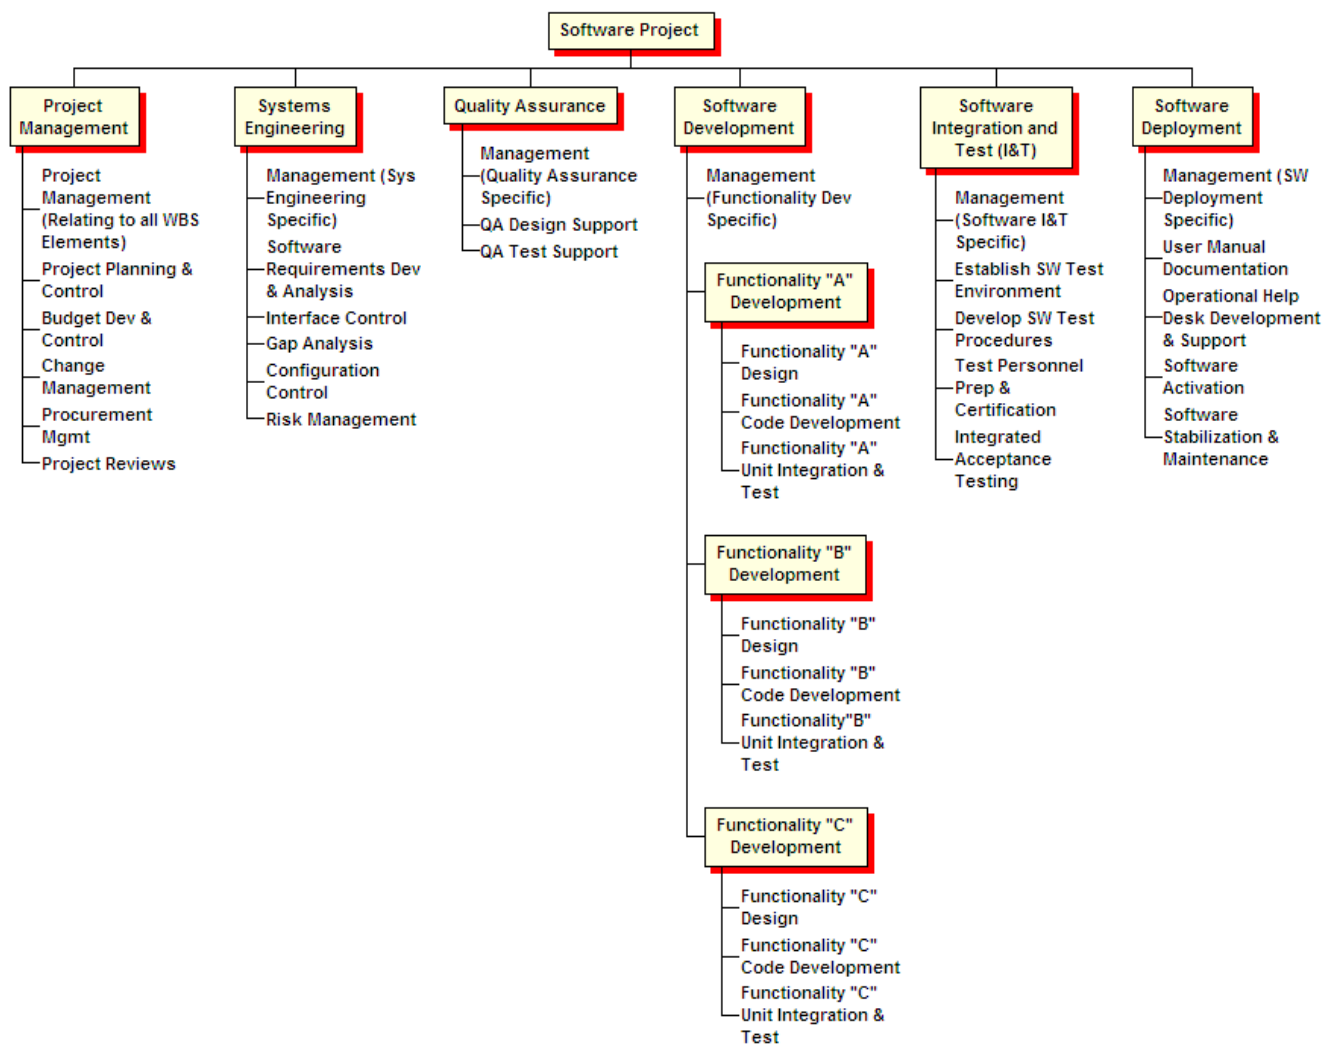 Software Project
Project
Management
Project
Management
(Relating to all WBS
Elements)
Project Planning &
Control
Budget Dev &
Control
Change
Management
Procurement
Mgmt
Project Reviews
Systems
Engineering
Management (Sys
Engineering
Specific)
Software
Requirements Dev
& Analysis
Interface Control
Gap Analysis
Configuration
Control
Risk Management
Quality Assurance
Management
(Quality Assurance
Specific)
QA Design Support
QA Test Support
Software
Development
Management
(Functionality Dev
Specific)
Functionality "A"
Development
Functionality "A"
Design
Functionality "A"
Code Development
Functionality "A"
Unit Integration &
Test
Functionality "B"
Development
Functionality "B"
Design
Functionality "B"
Code Development
Functionality"B"
Unit Integration &
Test
Functionality "C"
Development
Functionality "C"
Design
Functionality "C"
Code Development
Functionality "C"
Unit Integration &
Test
Software
Integration and
Test (I&T)
Management
(Software I&T
Specific)
Establish SW Test
Environment
Develop SW Test
Procedures
Test Personnel
Prep &
Certification
Integrated
Acceptance
Testing
Software
Deployment
Management (SW
Deployment
Specific)
User Manual
Documentation
Operational Help
Desk Development
& Support
Software
Activation
Software
Stabilization &
Maintenance